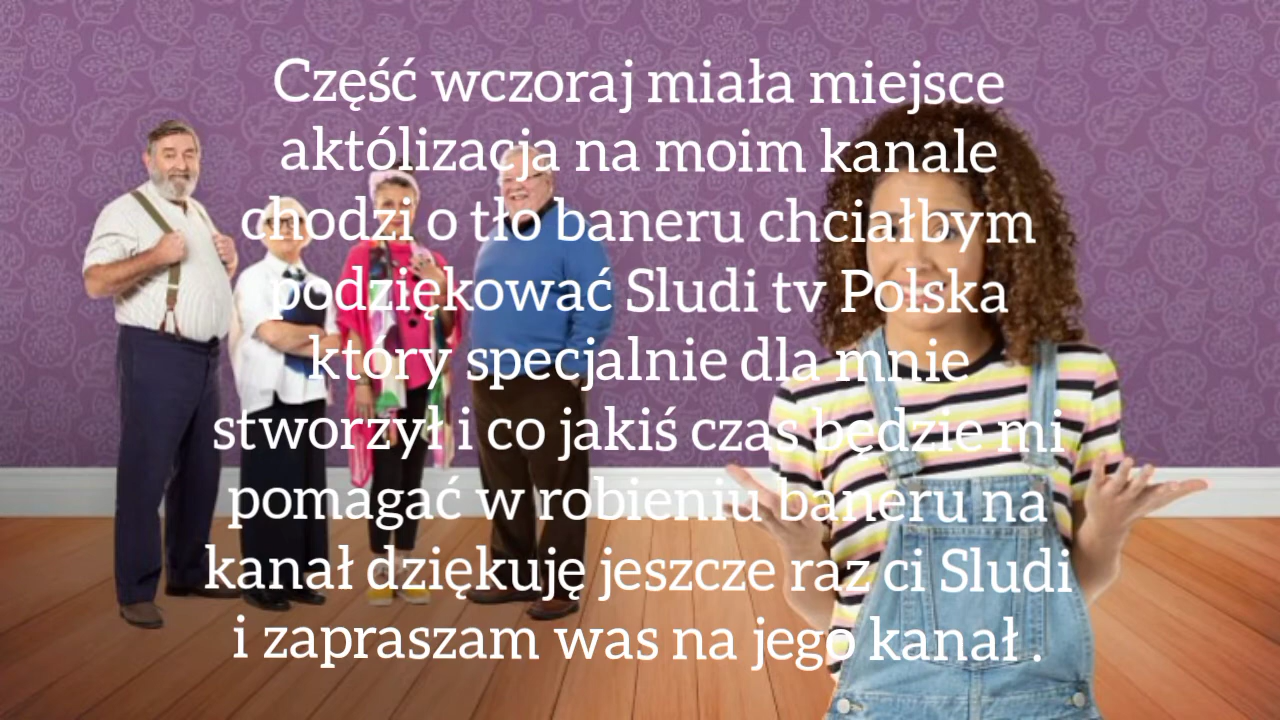 Część wczoraj miała miejsce
aktólizacja na moim kanale
chodzi o tło baneru chciałbym
podziękować Sludi tv Polska
który specjalnie dla mnie
stworzył i co jakiś czas będzie mi
pomagać w robieniu baneru na
kanał dziękuję jeszcze raz ci Sludi
i zapraszam was na jego kanał .